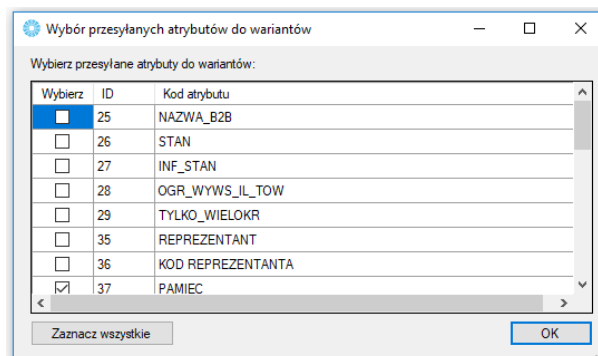 Wybór przesyłanych atrybutów do wariantów
Wybierz przesyłane atrybuty do wariantów:
Wybierz ID Kod atrybutu
25 NAZWA_B2B
26 STAN
27 INF_STAN
28 OGR_WYWS_IL_TOW
29 TYLKO_WIELOKR
35 REPREZENTANT
36 KOD REPREZENTANTA
37 PAMIEC
Zaznacz wszystkie OK